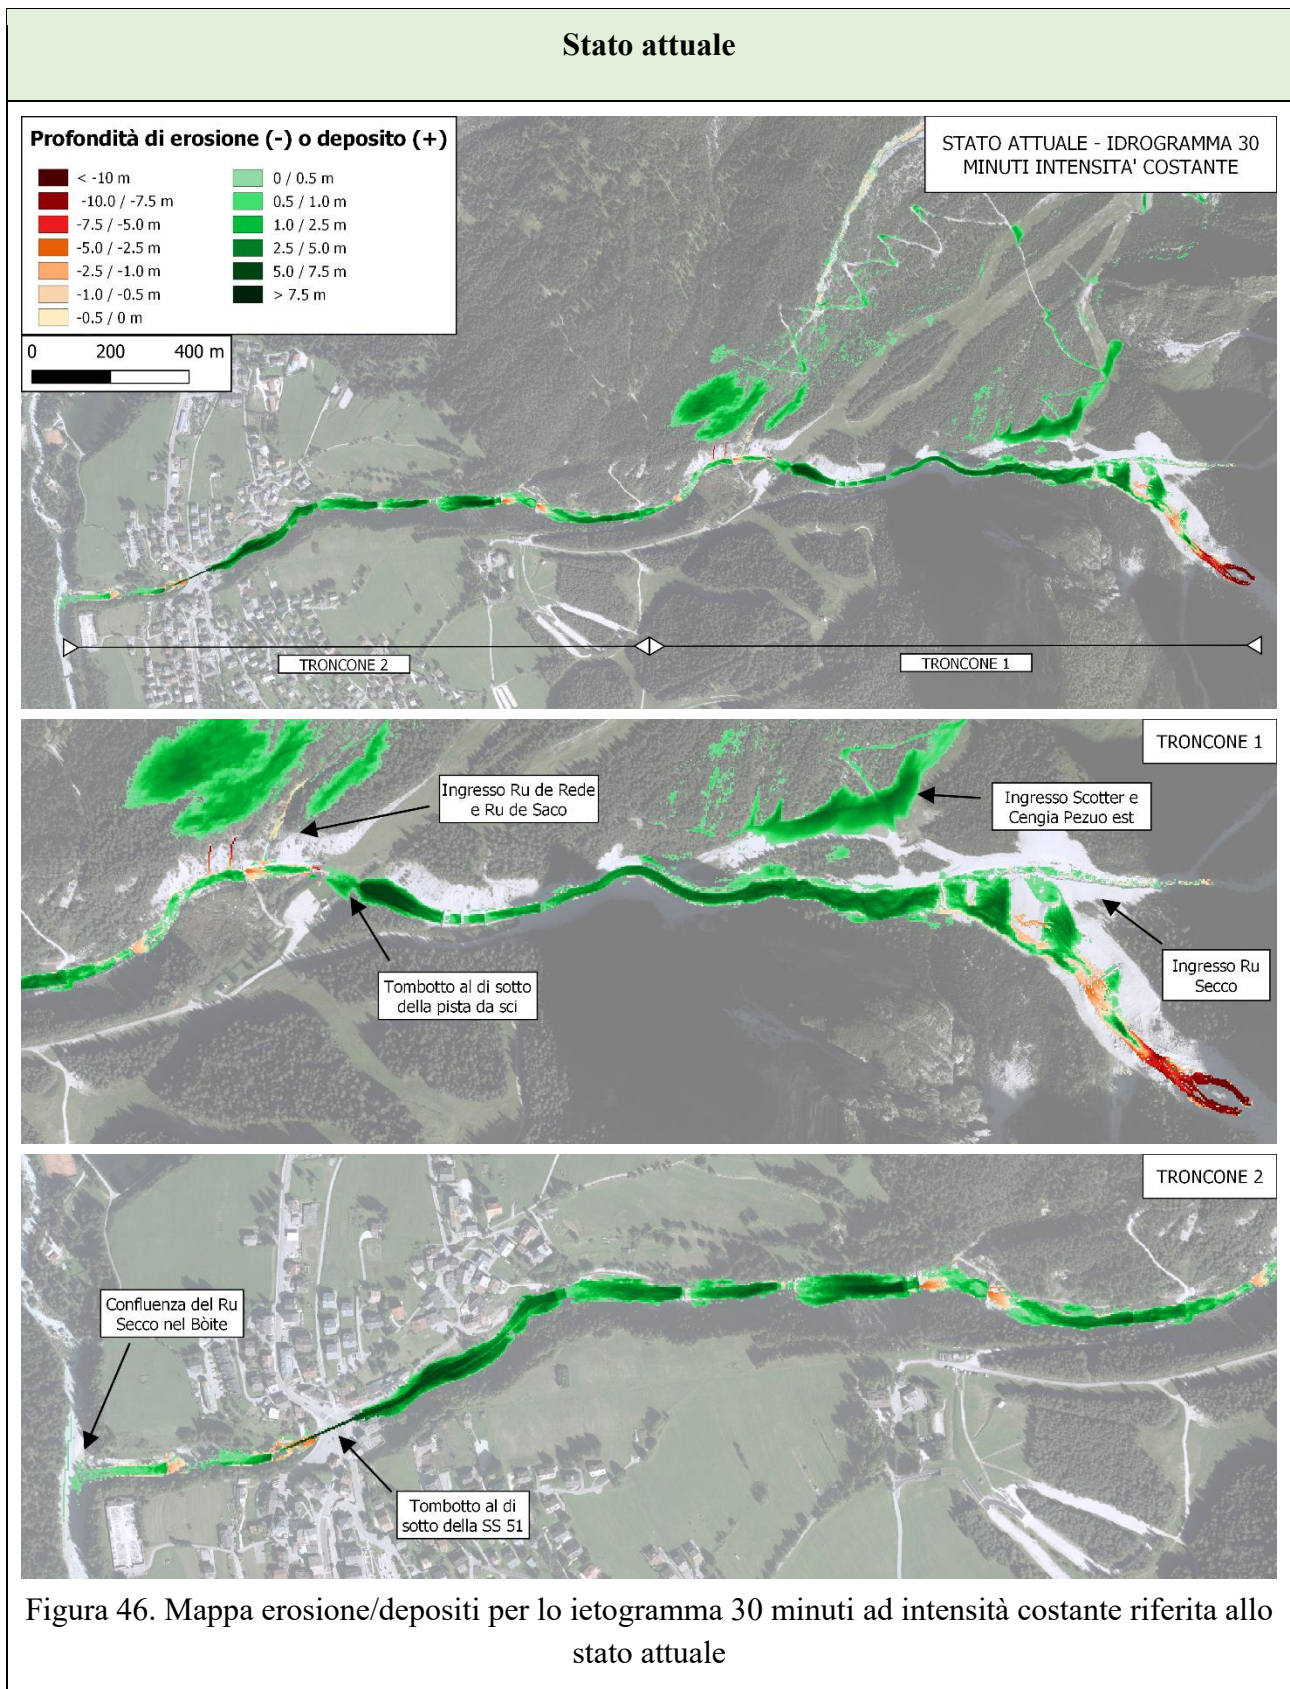 Stato attuale
Profondità di erosione (-) o deposito (+)
< -10 m
-10.0 / -7.5 m
-7.5 / -5.0 m
-5.0 / -2.5 m
-2.5 / -1.0 m
-1.0 / -0.5 m
-0.5 / 0 m
0 / 0.5 m
0.5 / 1.0 m
1.0 / 2.5 m
2.5 / 5.0 m
5.0 / 7.5 m
> 7.5 m
0 200 400 m
STATO ATTUALE - IDROGRAMMA 30
MINUTI INTENSITA' COSTANTE
TRONCONE 2
TRONCONE 1
TRONCONE 1
Ingresso Ru de Rede
e Ru de Saco
Ingresso Scotter e
Cengia Pezuo est
Tombotto al di sotto
della pista da sci
Ingresso Ru
Secco
TRONCONE 2
Confluenza del Ru
Secco nel Bòite
Tombotto al di
sotto della SS 51
Figura 46. Mappa erosione/depositi per lo ietogramma 30 minuti ad intensità costante riferita allo
stato attuale